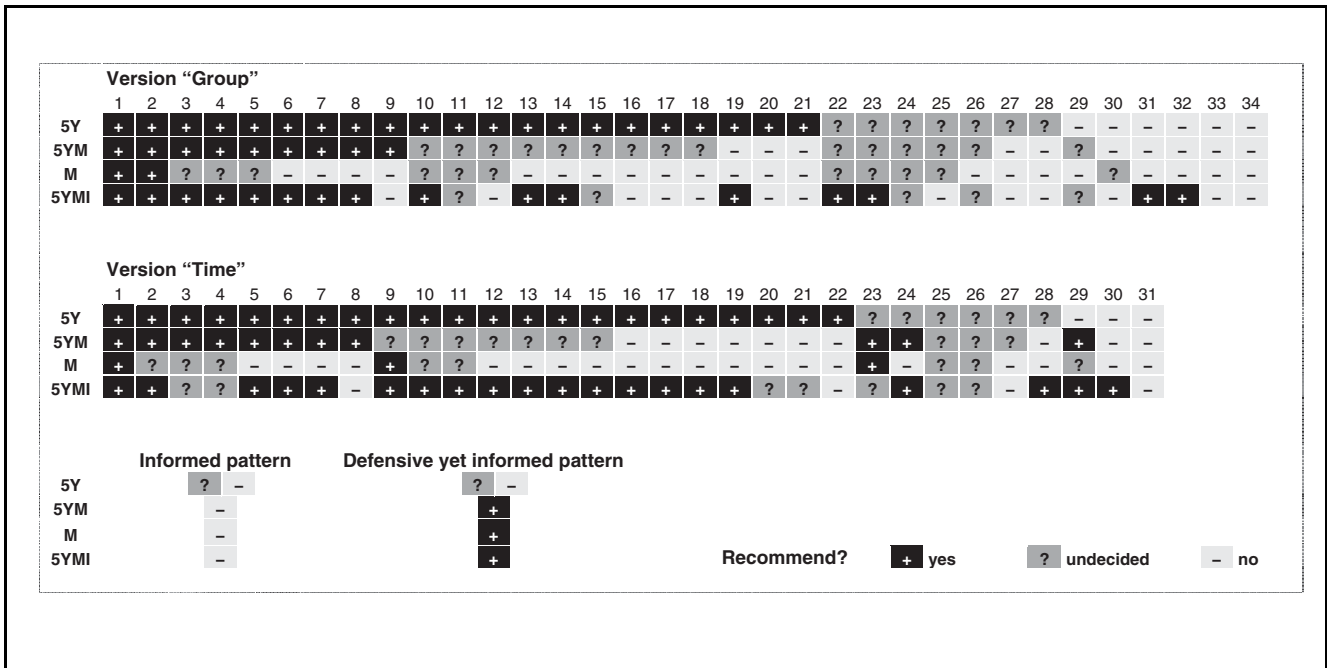 Version “Group”
1 2 3 4 5 6 7 8 9 10 11 12 13 14 15 16 17 18 19 20 21 22 23 24 25 26 27 28 29 30 31 32 33 34
5Y + + + + + + + + + + + + + + + + + + + + + ? ? ? ? ? ? ? – – – – – –
5YM + + + + + + + + + ? ? ? ? ? ? ? ? ? – – – ? ? ? ? ? – – ? – – – – –
M + + ? ? ? – – – – ? ? ? – – – – – – – – – ? ? ? ? – – – – ? – – – –
5YMI + + + + + + + + – + ? – + + ? – – – + – – + + ? – ? – – ? – + + – –
Version “Time”
1 2 3 4 5 6 7 8 9 10 11 12 13 14 15 16 17 18 19 20 21 22 23 24 25 26 27 28 29 30 31
5Y + + + + + + + + + + + + + + + + + + + + + + ? ? ? ? ? ? – – –
5YM + + + + + + + + ? ? ? ? ? ? ? – – – – – – – + + ? ? ? – + – –
M + ? ? ? – – – – + ? ? – – – – – – – – – – – + – ? ? – – ? – –
5YMI + + ? ? + + + – + + + + + + + + + + + ? ? – ? + ? ? – + + + –
Informed pattern Defensive yet informed pattern
5Y ? – ? –
5YM – +
M – +
5YMI – +
Recommend? + yes ? undecided – no